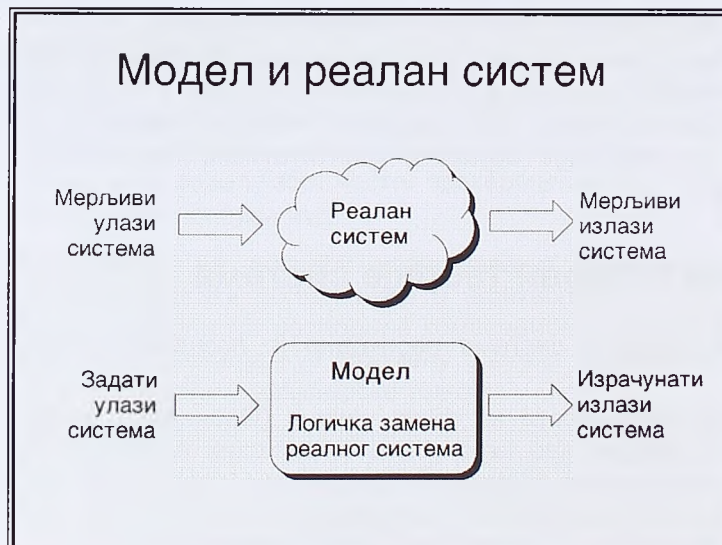 Модел и реалан систем
Мерљиви
улази
система
Реалан
систем
Мерљиви
излази
система
Задати
улази
система
Модел
Логичка замена
реалног система
Израчунати
излази
система